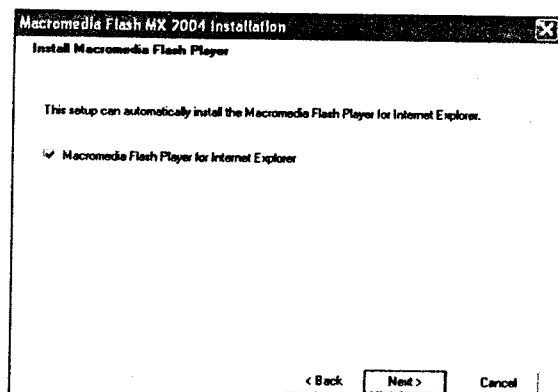 Macromedia Flash MX 2004 Installation
Install Macromedia Flash Player
This setup can automatically install the Macromedia Flash Player for Internet Explorer.
Macromedia Flash Player for Internet Explorer
< Back Next > Cancel